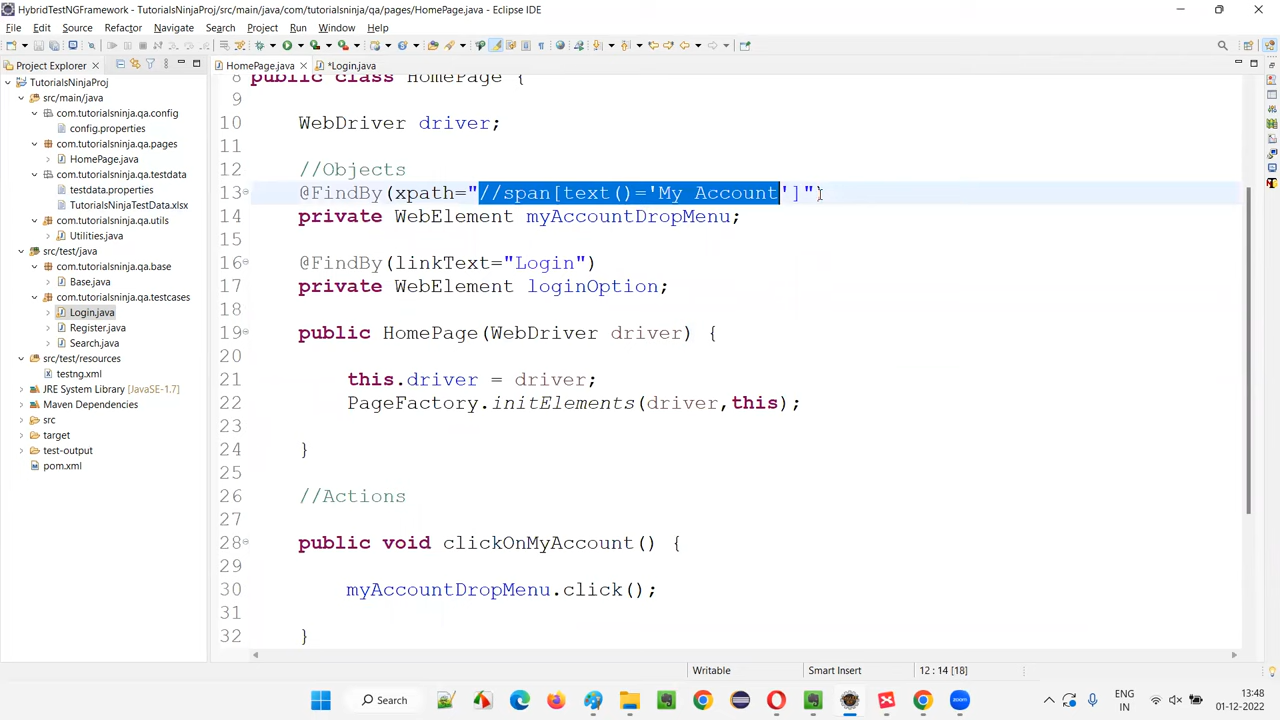 HybridTestNGFramework - TutorialsNinjaProj/src/main/java/com/tutorialsninja/qa/pages/HomePage.java - Eclipse IDE
File Edit Source Refactor Navigate Search Project Run Window Help
Project Explorer
TutorialsNinjaProj
src/main/java
com.tutorialsninja.qa.config
config.properties
com.tutorialsninja.qa.pages
HomePage.java
com.tutorialsninja.qa.testdata
testdata.properties
TutorialsNinjaTestData.xlsx
com.tutorialsninja.qa.utils
Utilities.java
src/test/java
com.tutorialsninja.qa.base
Base.java
com.tutorialsninja.qa.testcases
Login.java
Register.java
Search.java
src/test/resources
testng.xml
JRE System Library [JavaSE-1.7]
Maven Dependencies
src
target
test-output
pom.xml
HomePage.java *Login.java
8 public class HomePage {
9
10 WebDriver driver;
11
12 //Objects
13 @FindBy(xpath="//span[text()='My Account']")
14 private WebElement myAccountDropMenu;
15
16 @FindBy(linkText="Login")
17 private WebElement loginOption;
18
19 public HomePage(WebDriver driver) {
20
21 this.driver = driver;
22 PageFactory.initElements(driver,this);
23
24 }
25
26 //Actions
27
28 public void clickOnMyAccount() {
29
30 myAccountDropMenu.click();
31
32 }
Writable Smart Insert 12 : 14 [18]
Search
ENG
IN
13:48
01-12-2022